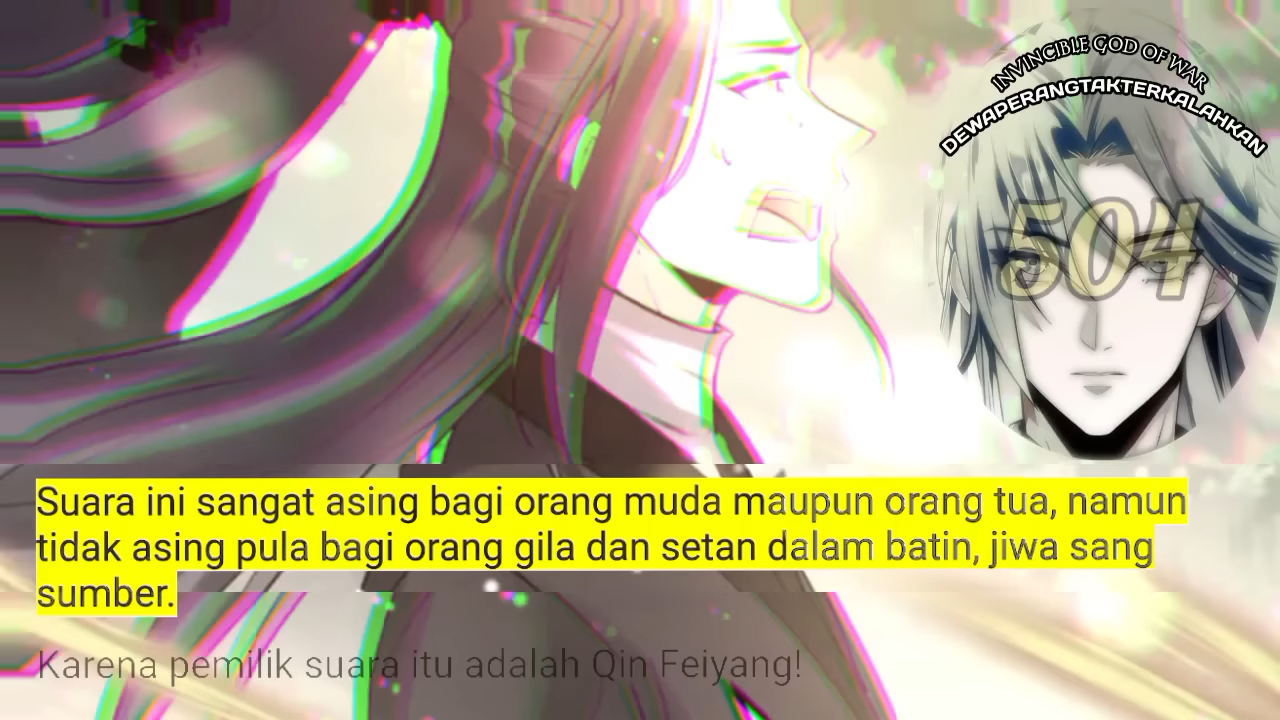 INVINCIBLE GOD OF WAR
DEWAPERANGTAKTERKALAHKAN
504
Suara ini sangat asing bagi orang muda maupun orang tua, namun
tidak asing pula bagi orang gila dan setan dalam batin, jiwa sang
sumber.
Karena pemilik suara itu adalah Qin Feiyang!